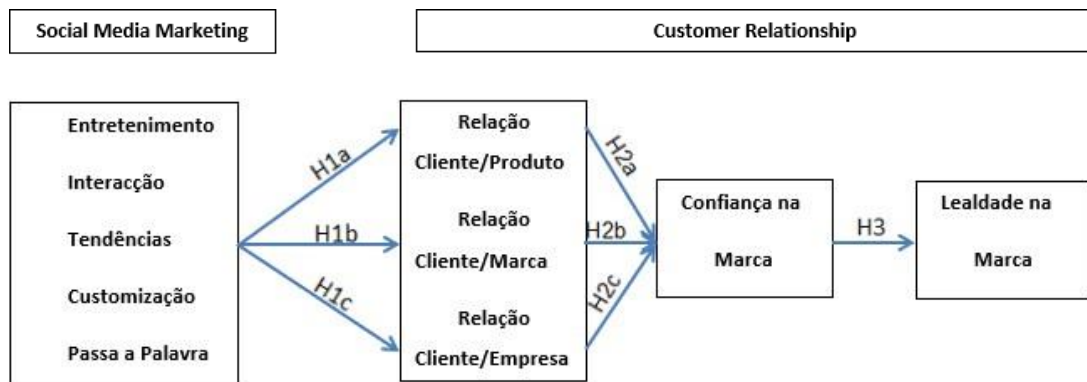 Social Media Marketing
Customer Relationship
Entretenimento
Interacção
Tendências
Customização
Passa a Palavra
H1a
H1b
H1c
Relação
Cliente/Produto
Relação
Cliente/Marca
Relação
Cliente/Empresa
H2a
H2b
H2c
Confiança na
Marca
H3
Lealdade na
Marca